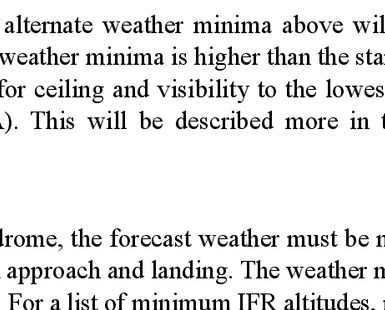 alternate weather minima above wil
weather minima is higher than the sta
for ceiling and visibility to the lowes
). This will be described more in t
drome, the forecast weather must be m
approach and landing. The weather m
For a list of minimum IFR altitudes,